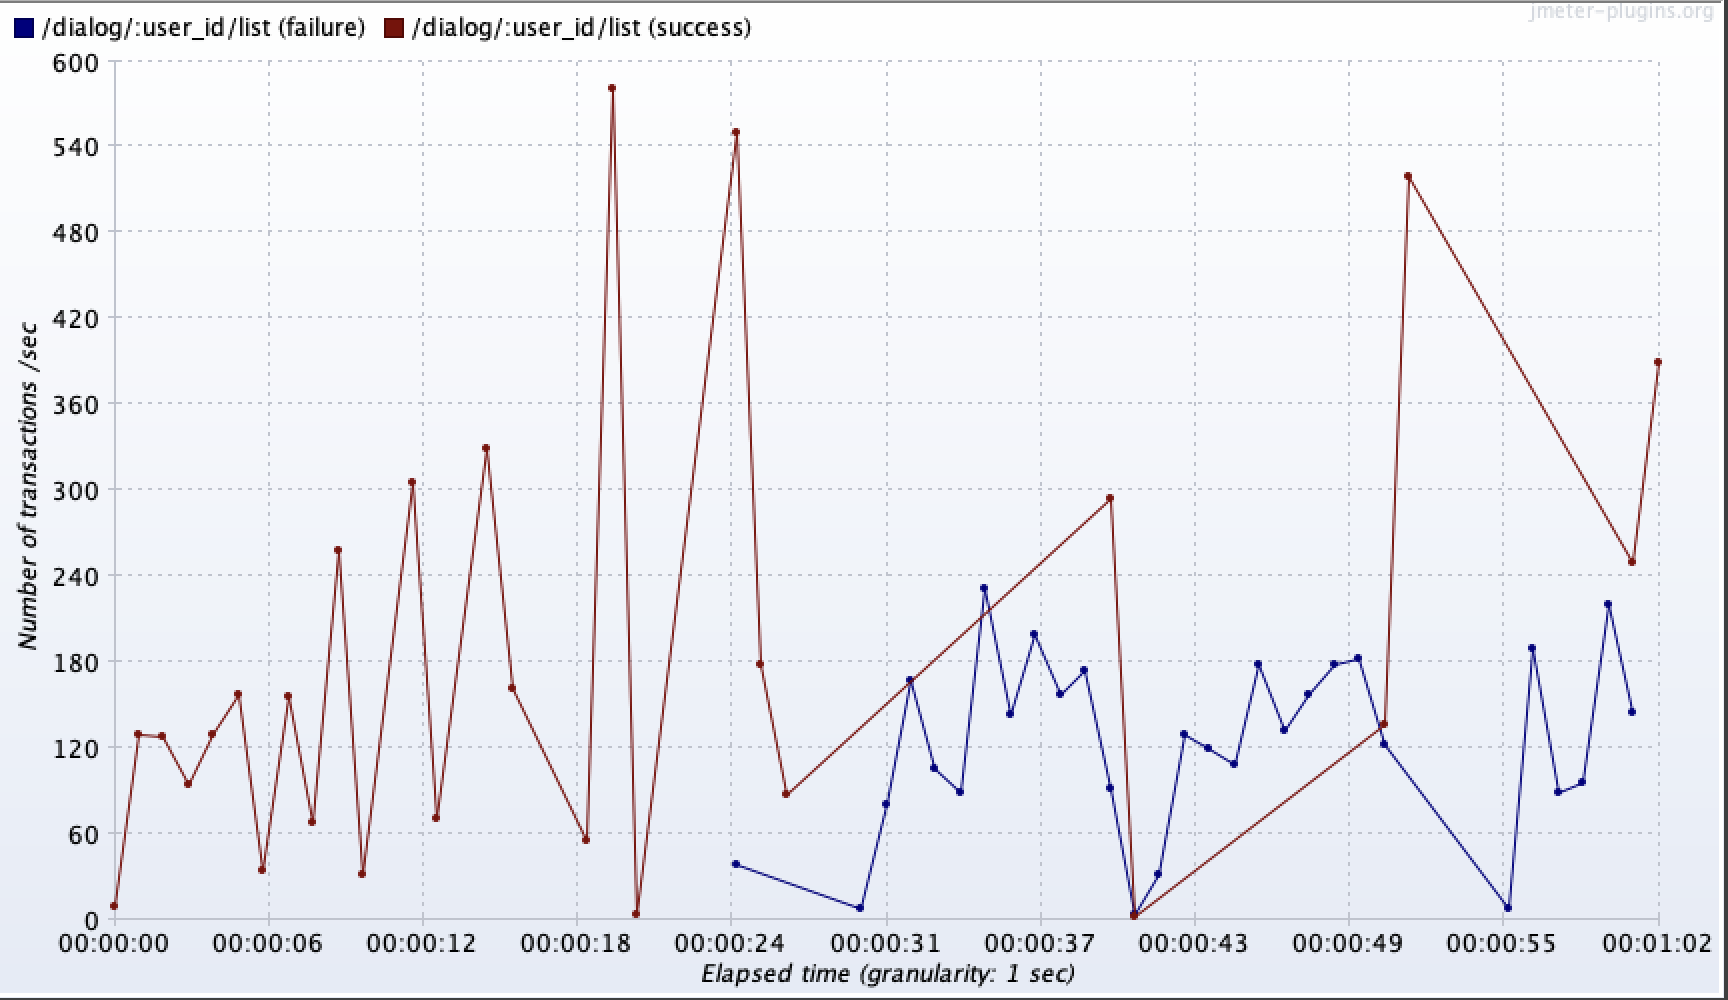 jmeter-plugins.org
/dialog/:user_id/list (failure) /dialog/:user_id/list (success)
600
540
480
420
360
300
240
180
120
60
0
Number of transactions /sec
00:00:00 00:00:06 00:00:12 00:00:18 00:00:24 00:00:31 00:00:37 00:00:43 00:00:49 00:00:55 00:01:02
Elapsed time (granularity: 1 sec)